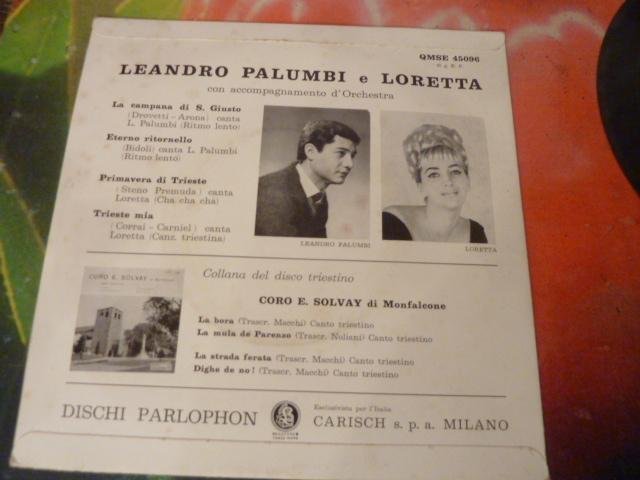 QMSE 45096
LEANDRO PALUMBI e LORETTA
con accompagnamento d'Orchestra
La campana di S. Giusto
(Drovetti - Arona) canta
L. Palumbi (Ritmo lento)
Eterno ritornello
(Bidoli) canta L. Palumbi
(Ritmo lento)
Primavera di Trieste
(Steno Premuda) canta
Loretta (Cha cha cha)
Trieste mia
(Corrai - Carniel) canta
Loretta (Canz. triestina)
LEANDRO PALUMBI
LORETTA
CORO E. SOLVAY
Collana del disco triestino
CORO E. SOLVAY di Monfalcone
La bora (Trascr. Macchi) Canto triestino
La mula de Parenzo (Trascr. Noliani) Canto triestino
La strada ferata (Trascr. Macchi) Canto triestino
Dighe de no! (Trascr. Macchi) Canto triestino
DISCHI PARLOPHON
Esclusivista per l'Italia
CARISCH s. p. a. MILANO